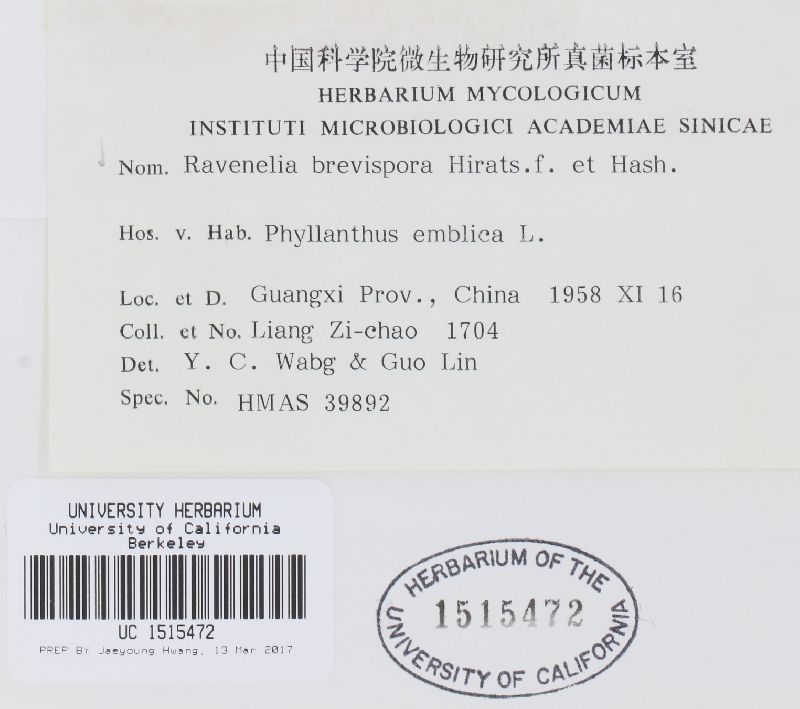 中国科学院微生物研究所真菌标本室
HERBARIUM MYCOLOGICUM
INSTITUTI MICROBIOLOGICI ACADEMIAE SINICAE
Nom. Ravenelia brevispora Hirats.f. et Hash.
Hos. v. Hab. Phyllanthus emblica L.
Loc. et D. Guangxi Prov., China 1958 XI 16
Coll. et No. Liang Zi-chao 1704
Det. Y. C. Wabg & Guo Lin
Spec. No. HMAS 39892
UNIVERSITY HERBARIUM
University of California
Berkeley
UC 1515472
PREP BY Jaeyoung Hwang, 13 Mar 2017
HERBARIUM OF THE
1515472
UNIVERSITY OF CALIFORNIA